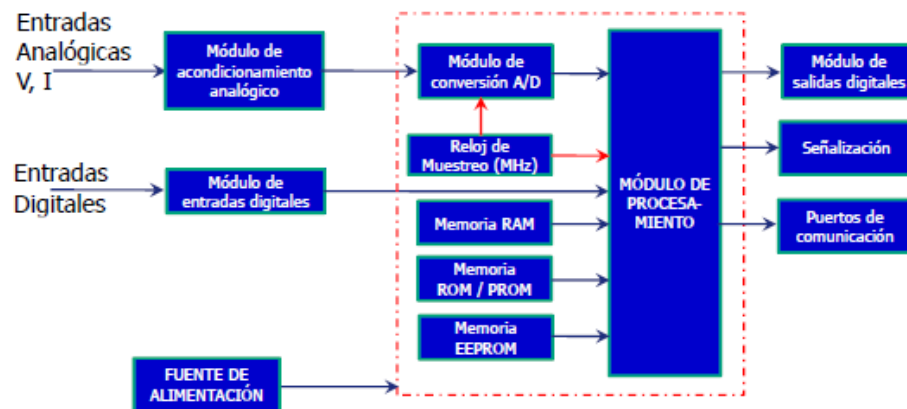 Entradas
Analógicas
V, I
Módulo de
acondicionamiento
analógico
Módulo de
conversión A/D
Módulo de
salidas digitales
Reloj de
Muestreo (MHz)
Señalización
Entradas
Digitales
Módulo de
entradas digitales
MÓDULO DE
PROCESA-
MIENTO
Memoria RAM
Puertos de
comunicación
Memoria
ROM / PROM
Memoria
EEPROM
FUENTE DE
ALIMENTACIÓN